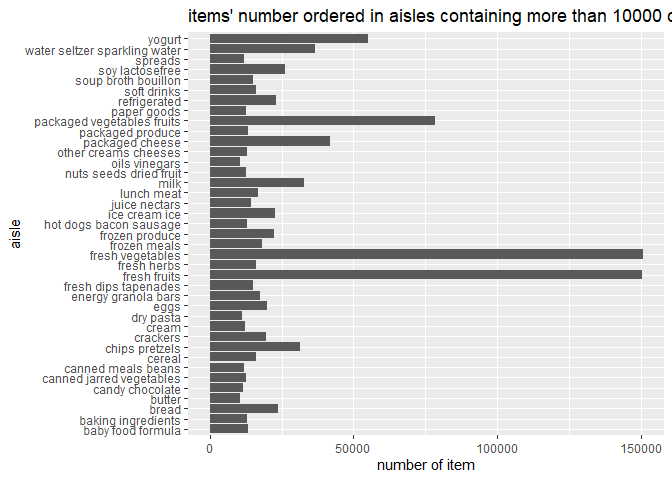 items' number ordered in aisles containing more than 10000
yogurt
water seltzer sparkling water
spreads
soy lactosefree
soup broth bouillon
soft drinks
refrigerated
paper goods
packaged vegetables fruits
packaged produce
packaged cheese
other creams cheeses
oils vinegars
nuts seeds dried fruit
milk
lunch meat
juice nectars
ice cream ice
hot dogs bacon sausage
frozen produce
frozen meals
fresh vegetables
fresh herbs
fresh fruits
fresh dips tapenades
energy granola bars
eggs
dry pasta
cream
crackers
chips pretzels
cereal
canned meals beans
canned jarred vegetables
candy chocolate
butter
bread
baking ingredients
baby food formula
aisle
0 50000 100000 150000
number of item